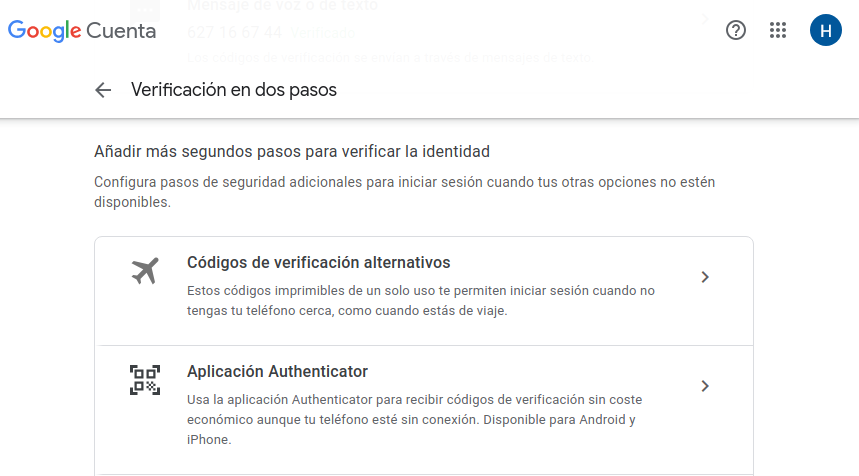 Mensaje de voz o de texto
Google Cuenta
627 16 67 44 Verificado
H
Los códigos de verificación se envían a través de mensajes de texto.
Verificación en dos pasos
Añadir más segundos pasos para verificar la identidad
Configura pasos de seguridad adicionales para iniciar sesión cuando tus otras opciones no estén
disponibles.
Códigos de verificación alternativos
Estos códigos imprimibles de un solo uso te permiten iniciar sesión cuando no
tengas tu teléfono cerca, como cuando estás de viaje.
Aplicación Authenticator
Usa la aplicación Authenticator para recibir códigos de verificación sin coste
económico aunque tu teléfono esté sin conexión. Disponible para Android y
iPhone.